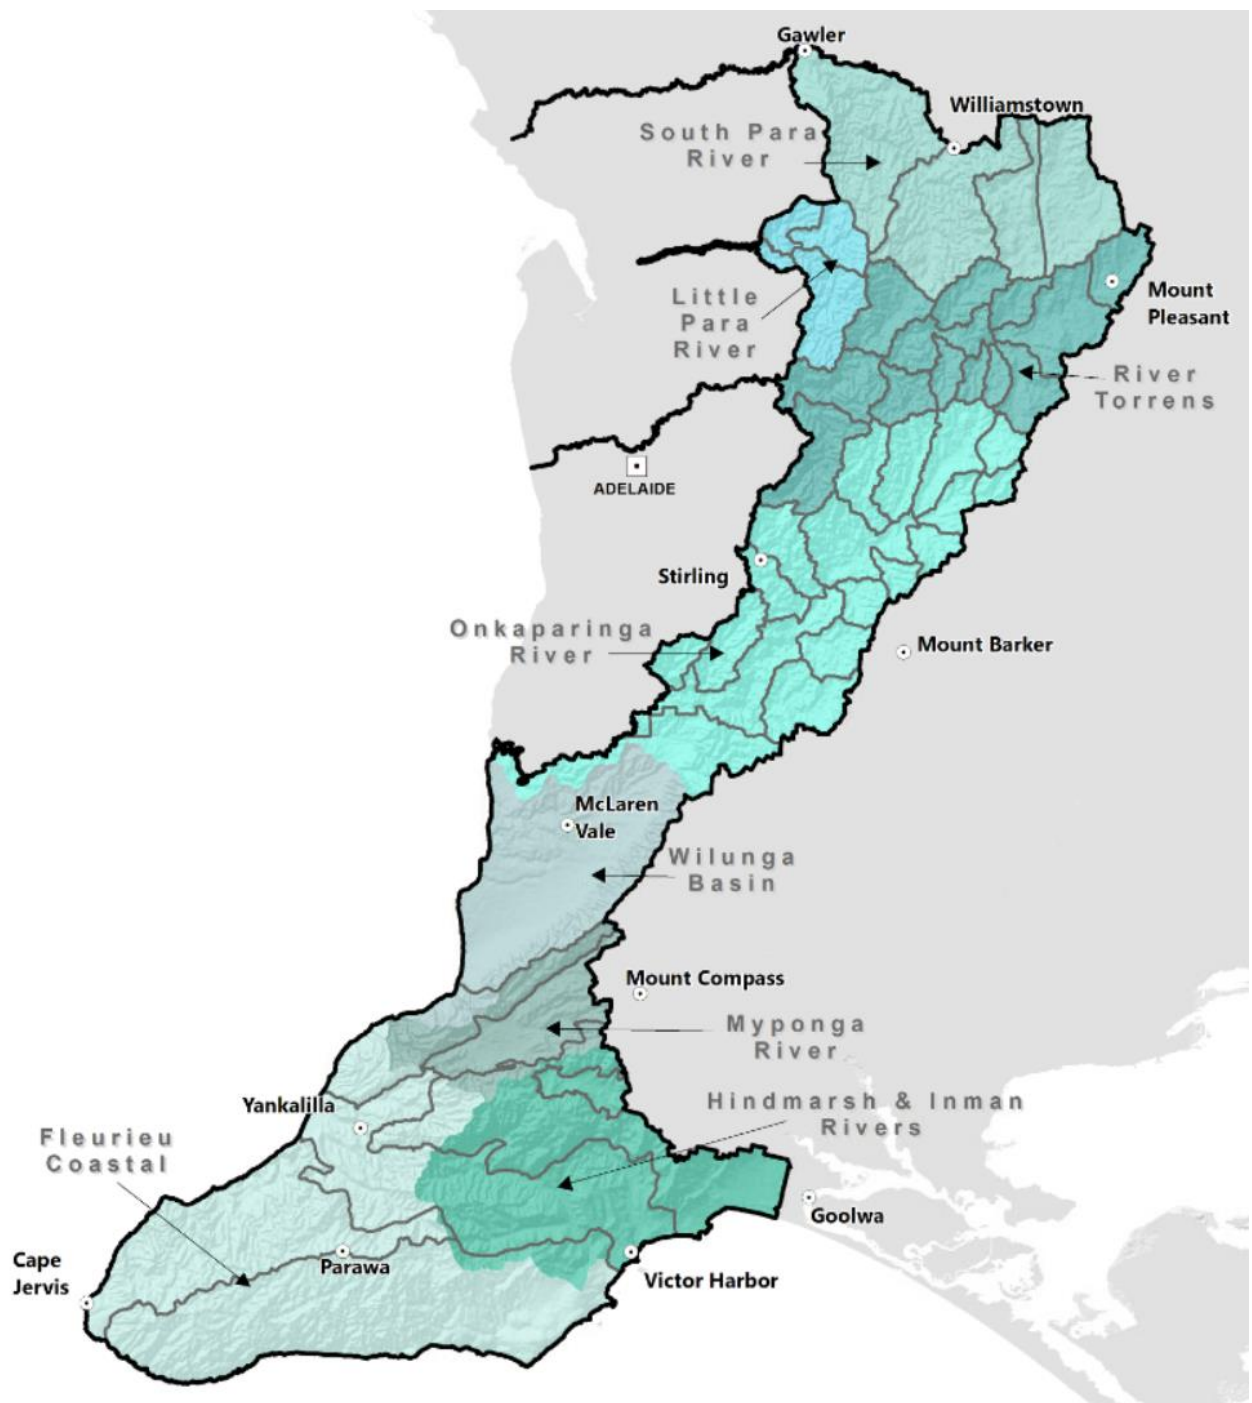 Gawler
Williamstown
South Para
River
Little
Para
River
Mount
Pleasant
River
Torrens
ADELAIDE
Stirling
Onkaparinga
River
Mount Barker
McLaren
Vale
Wilunga
Basin
Mount Compass
Myponga
River
Yankalilla
Hindmarsh & Inman
Rivers
Fleurieu
Coastal
Goolwa
Cape
Jervis
Parawa
Victor Harbor